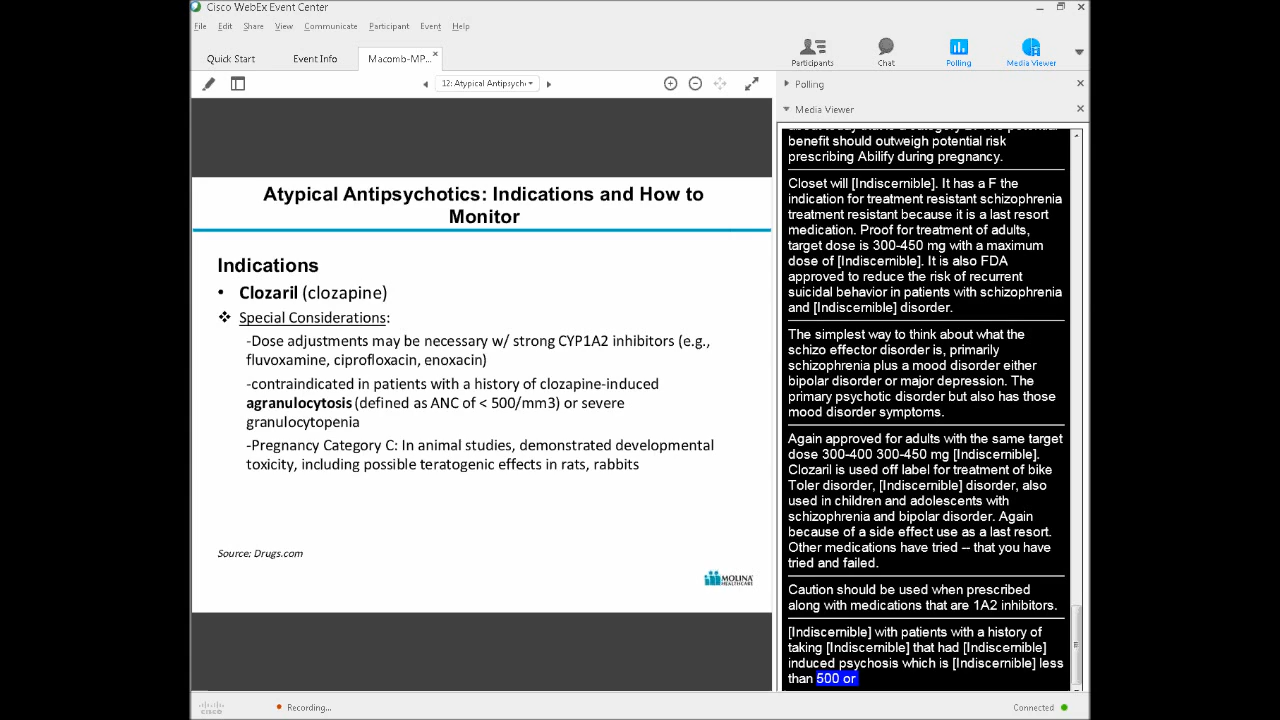 Cisco WebEx Event Center
File Edit Share View Communicate Participant Event Help
Quick Start Event Info Macomb-MP...
Participants Chat Polling Media Viewer
12: Atypical Antipsych
Polling
Media Viewer
Atypical Antipsychotics: Indications and How to
Monitor
Indications
• Clozaril (clozapine)
❖ Special Considerations:
-Dose adjustments may be necessary w/ strong CYP1A2 inhibitors (e.g.,
fluvoxamine, ciprofloxacin, enoxacin)
-contraindicated in patients with a history of clozapine-induced
agranulocytosis (defined as ANC of < 500/mm3) or severe
granulocytopenia
-Pregnancy Category C: In animal studies, demonstrated developmental
toxicity, including possible teratogenic effects in rats, rabbits
Source; Drugs.com
MOLINA
HEALTHCARE
benefit should outweigh potential risk
prescribing Abilify during pregnancy.
Closet will [Indiscernible]. It has a F the
indication for treatment resistant schizophrenia
treatment resistant because it is a last resort
medication. Proof for treatment of adults,
target dose is 300-450 mg with a maximum
dose of [Indiscernible]. It is also FDA
approved to reduce the risk of recurrent
suicidal behavior in patients with schizophrenia
and [Indiscernible] disorder.
The simplest way to think about what the
schizo effector disorder is, primarily
schizophrenia plus a mood disorder either
bipolar disorder or major depression. The
primary psychotic disorder but also has those
mood disorder symptoms.
Again approved for adults with the same target
dose 300-400 300-450 mg [Indiscernible].
Clozaril is used off label for treatment of bike
Toler disorder, [Indiscernible] disorder, also
used in children and adolescents with
schizophrenia and bipolar disorder. Again
because of a side effect use as a last resort.
Other medications have tried -- that you have
tried and failed.
Caution should be used when prescribed
along with medications that are 1A2 inhibitors.
[Indiscernible] with patients with a history of
taking [Indiscernible] that had [Indiscernible]
induced psychosis which is [Indiscernible] less
than 500 or
cisco
Recording...
Connected